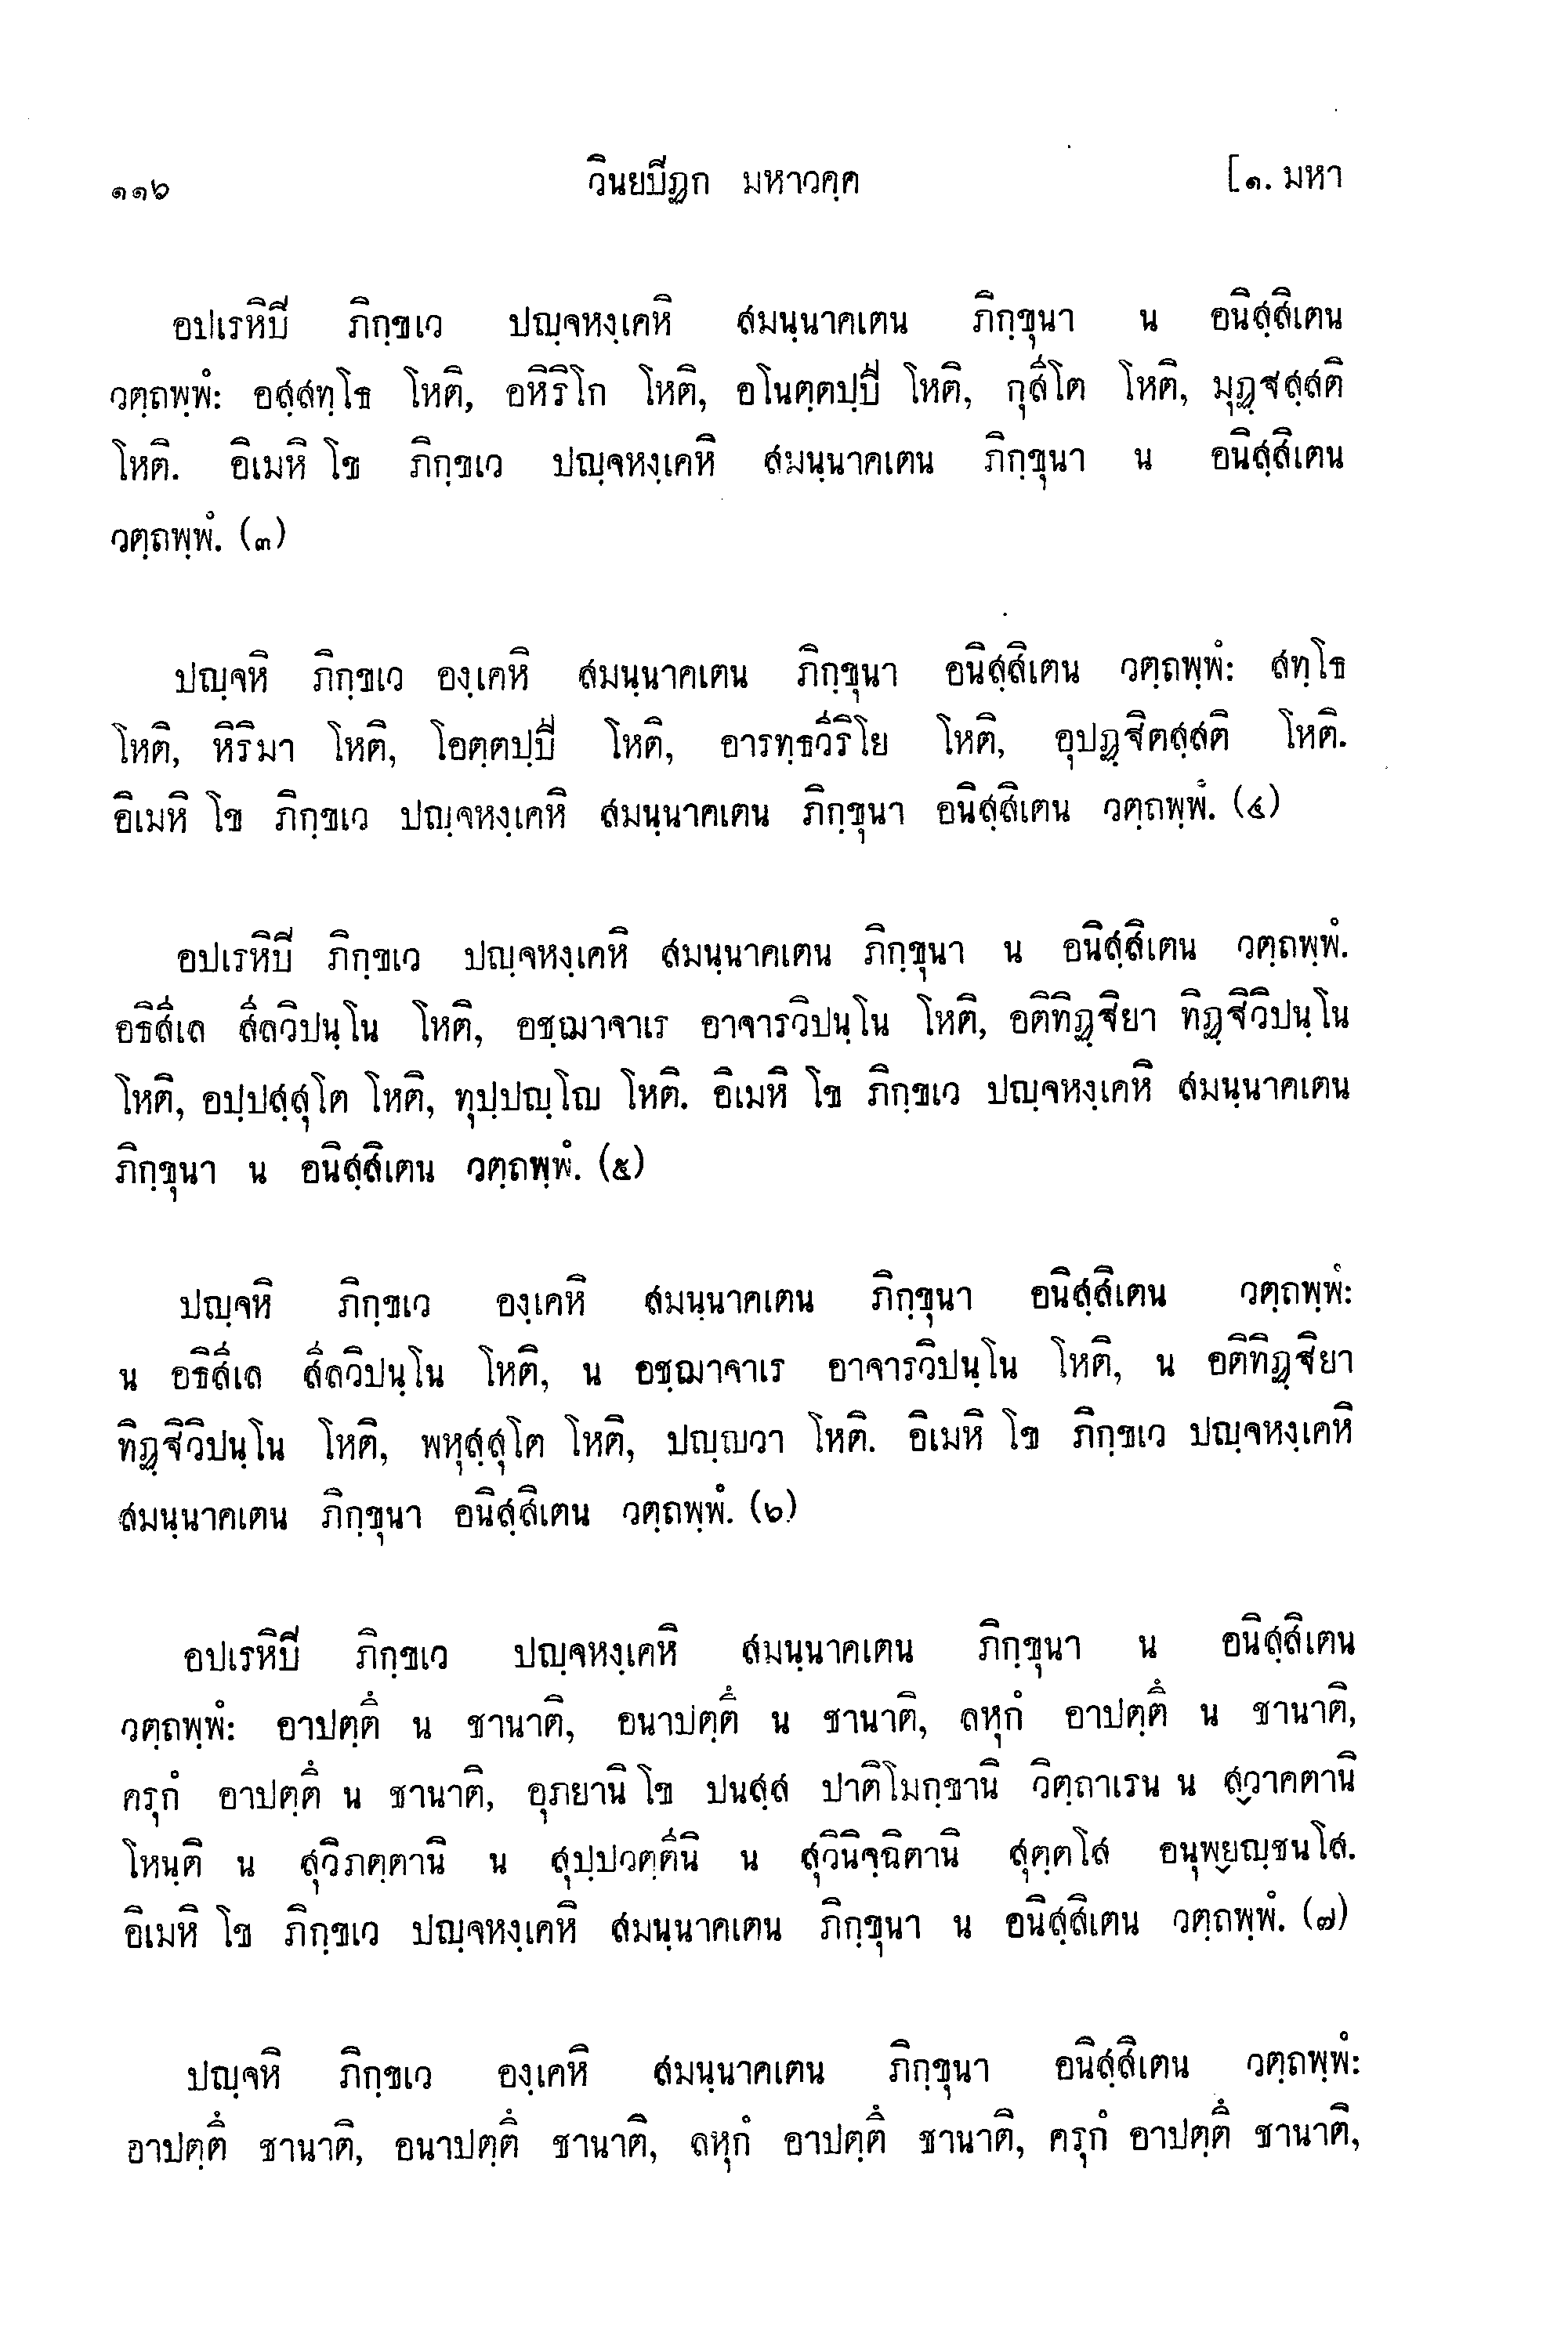 ๑๑๖ วินยปิฏก มหาวคฺค [๑. มหา
อปเรหิปิ ภิกฺขเว ปญฺจหงฺเคหิ สมนฺนาคเตน ภิกฺขุนา น อนิสฺสิเตน
วตฺถพฺพํ: อสฺสทฺโธ โหติ, อหิริโก โหติ, อโนตฺตปฺปี โหติ, กุสีโต โหติ, มุฏฺฐสฺสติ
โหติ. อิเมหิ โข ภิกฺขเว ปญฺจหงฺเคหิ สมนฺนาคเตน ภิกฺขุนา น อนิสฺสิเตน
วตฺถพฺพํ. (๓)
ปญฺจหิ ภิกฺขเว องฺเคหิ สมนฺนาคเตน ภิกฺขุนา อนิสฺสิเตน วตฺถพฺพํ: สทฺโธ
โหติ, หิริมา โหติ, โอตฺตปฺปี โหติ, อารทฺธวีริโย โหติ, อุปฏฺฐิตสฺสติ โหติ.
อิเมหิ โข ภิกฺขเว ปญฺจหงฺเคหิ สมนฺนาคเตน ภิกฺขุนา อนิสฺสิเตน วตฺถพฺพํ. (๔)
อปเรหิปิ ภิกฺขเว ปญฺจหงฺเคหิ สมนฺนาคเตน ภิกฺขุนา น อนิสฺสิเตน วตฺถพฺพํ.
อธิสีเล สีลวิปนฺโน โหติ, อชฺฌาจาเร อาจารวิปนฺโน โหติ, อติทิฏฺฐิยา ทิฏฺฐิวิปนฺโน
โหติ, อปฺปสฺสุโต โหติ, ทุปฺปญฺโญ โหติ. อิเมหิ โข ภิกฺขเว ปญฺจหงฺเคหิ สมนฺนาคเตน
ภิกฺขุนา น อนิสฺสิเตน วตฺถพฺพํ. (๕)
ปญฺจหิ ภิกฺขเว องฺเคหิ สมนฺนาคเตน ภิกฺขุนา อนิสฺสิเตน วตฺถพฺพํ:
น อธิสีเล สีลวิปนฺโน โหติ, น อชฺฌาจาเร อาจารวิปนฺโน โหติ, น อติทิฏฺฐิยา
ทิฏฺฐิวิปนฺโน โหติ, พหุสฺสุโต โหติ, ปญฺญวา โหติ. อิเมหิ โข ภิกฺขเว ปญฺจหงฺเคหิ
สมนฺนาคเตน ภิกฺขุนา อนิสฺสิเตน วตฺถพฺพํ. (๖)
อปเรหิปิ ภิกฺขเว ปญฺจหงฺเคหิ สมนฺนาคเตน ภิกฺขุนา น อนิสฺสิเตน
วตฺถพฺพํ: อาปตฺตึ น ชานาติ, อนาปตฺตึ น ชานาติ, ลหุกํ อาปตฺตึ น ชานาติ,
ครุกํ อาปตฺตึ น ชานาติ, อุภยานิ โข ปนสฺส ปาติโมกฺขานิ วิตฺถาเรน น สฺวาคตานิ
โหนฺติ น สุวิภตฺตานิ น สุปฺปวตฺตีนิ น สุวินิจฺฉิตานิ สุตฺตโส อนุพฺยญฺชนโส.
อิเมหิ โข ภิกฺขเว ปญฺจหงฺเคหิ สมนฺนาคเตน ภิกฺขุนา น อนิสฺสิเตน วตฺถพฺพํ. (๗)
ปญฺจหิ ภิกฺขเว องฺเคหิ สมนฺนาคเตน ภิกฺขุนา อนิสฺสิเตน วตฺถพฺพํ:
อาปตฺตึ ชานาติ, อนาปตฺตึ ชานาติ, ลหุกํ อาปตฺตึ ชานาติ, ครุกํ อาปตฺตึ ชานาติ,